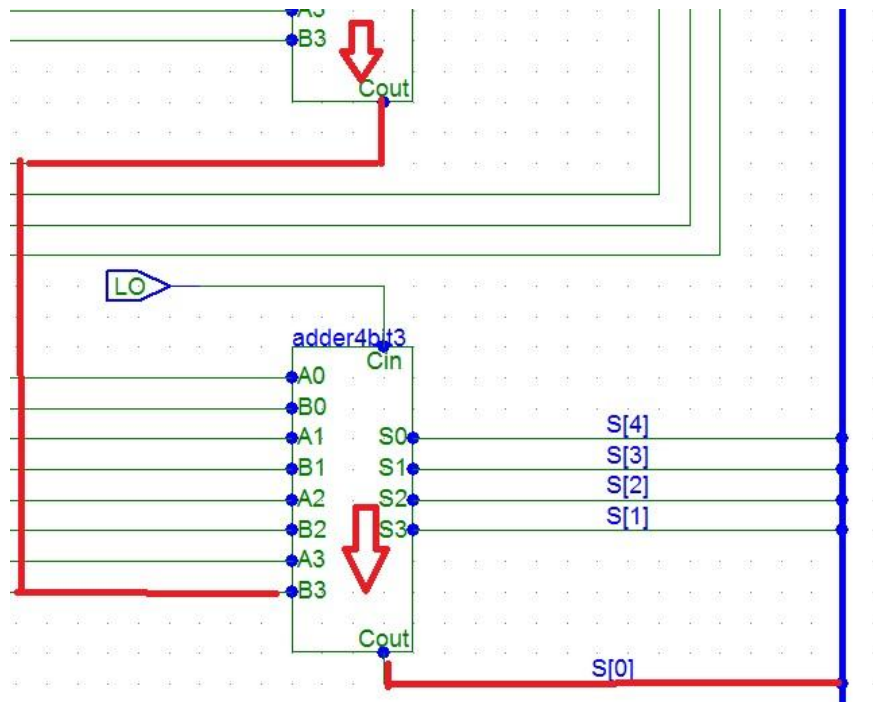 A3
B3
Cout
LO
adder4bit3
Cin
A0
B0
A1 S0 S[4]
B1 S1 S[3]
A2 S2 S[2]
B2 S3 S[1]
A3
B3
Cout
S[0]